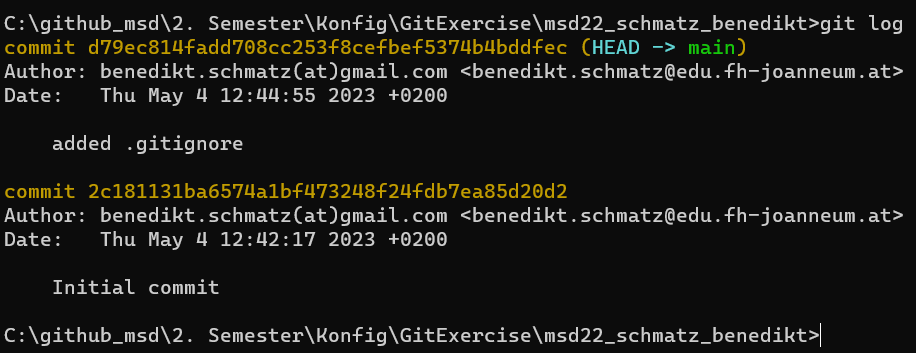 C:\github_msd\2. Semester\Konfig\GitExercise\msd22_schmatz_benedikt>git log
commit d79ec814fadd708cc253f8cefbef5374b4bddfec (HEAD -> main)
Author: benedikt.schmatz(at)gmail.com <benedikt.schmatz@edu.fh-joanneum.at>
Date:   Thu May 4 12:44:55 2023 +0200

    added .gitignore

commit 2c181131ba6574a1bf473248f24fdb7ea85d20d2
Author: benedikt.schmatz(at)gmail.com <benedikt.schmatz@edu.fh-joanneum.at>
Date:   Thu May 4 12:42:17 2023 +0200

    Initial commit

C:\github_msd\2. Semester\Konfig\GitExercise\msd22_schmatz_benedikt>